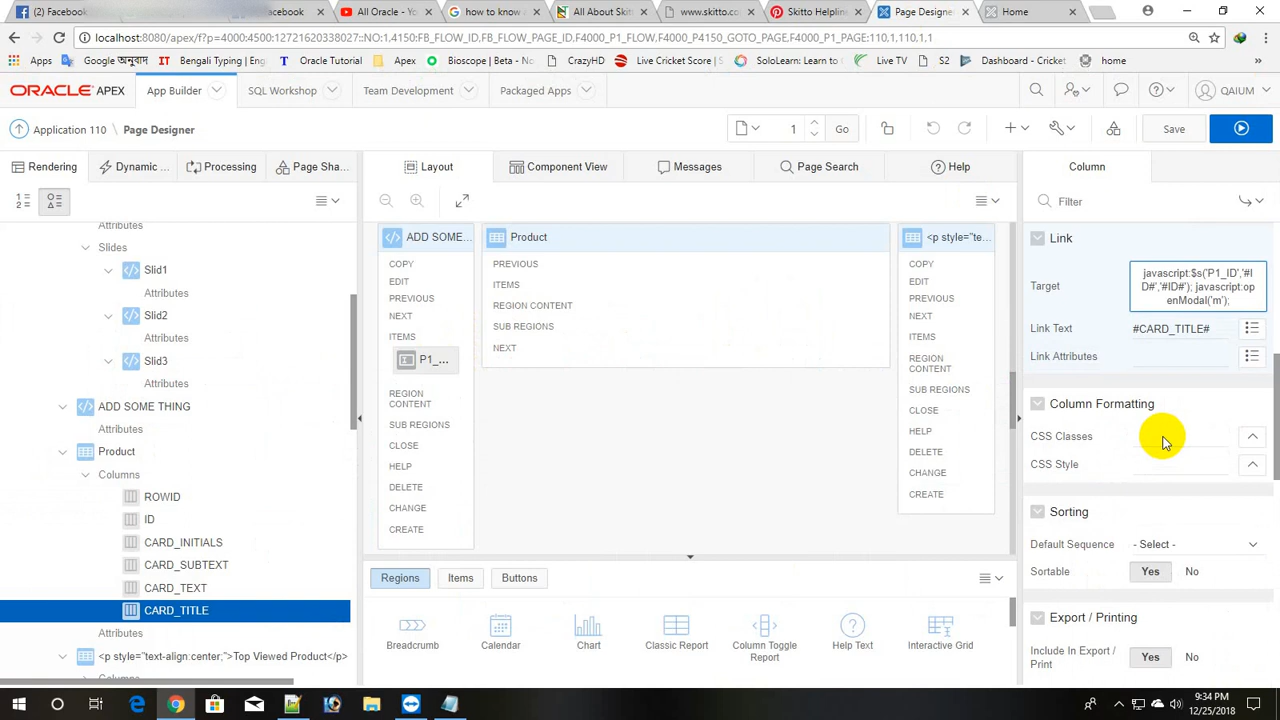 (2) Facebook
cebook
All Oracle - Y
how to know a
All About Skitt
www.skitto.co
Skitto Helplin
Page Designe
Home
localhost:8080/apex/f?p=4000:4500:12721620338027::NO:1,4150:FB_FLOW_ID,FB_FLOW_PAGE_ID,F4000_P1_FLOW,F4000_P4150_GOTO_PAGE,F4000_P1_PAGE:110,1,110,1,1
Apps
Google অনুবাদ
Bengali Typing | Eng
Oracle Tutorial
Apex
Bioscope | Beta - No
CrazyHD
Live Cricket Score |
SoloLearn: Learn to C
Live TV
S2
Dashboard - Cricket
home
»
ORACLE APEX
App Builder
SQL Workshop
Team Development
Packaged Apps
QAIUM
Application 110
Page Designer
1
Go
Save
Rendering
Dynamic ...
Processing
Page Sha...
Layout
Component View
Messages
Page Search
Help
Column
Filter
Attributes
Slides
Slid1
Attributes
Slid2
Attributes
Slid3
Attributes
ADD SOME THING
Attributes
Product
Columns
ROWID
ID
CARD_INITIALS
CARD_SUBTEXT
CARD_TEXT
CARD_TITLE
Attributes
<p style="text-align:center;">Top Viewed Product</p>
ADD SOME...
COPY
EDIT
PREVIOUS
NEXT
ITEMS
P1_...
REGION
CONTENT
SUB REGIONS
CLOSE
HELP
DELETE
CHANGE
CREATE
Product
PREVIOUS
ITEMS
REGION CONTENT
SUB REGIONS
NEXT
<p style="te...
COPY
EDIT
PREVIOUS
NEXT
ITEMS
REGION
CONTENT
SUB REGIONS
CLOSE
HELP
DELETE
CHANGE
CREATE
Regions
Items
Buttons
Breadcrumb
Calendar
Chart
Classic Report
Column Toggle
Report
Help Text
Interactive Grid
Link
Target
javascript:$s('P1_ID','#I
D#','#ID#'); javascript:op
enModal('m');
Link Text
#CARD_TITLE#
Link Attributes
Column Formatting
CSS Classes
CSS Style
Sorting
Default Sequence
- Select -
Sortable
Yes
No
Export / Printing
Include In Export /
Print
Yes
No
9:34 PM
12/25/2018